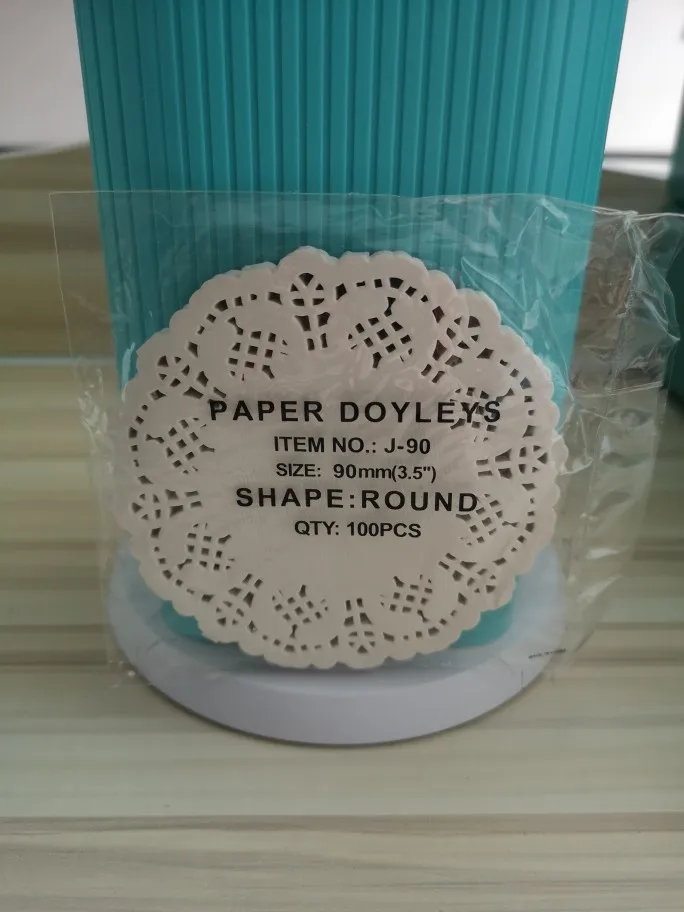 PAPER DOYLEYS
ITEM NO.: J-90
SIZE: 90mm(3.5")
SHAPE:ROUND
QTY: 100PCS